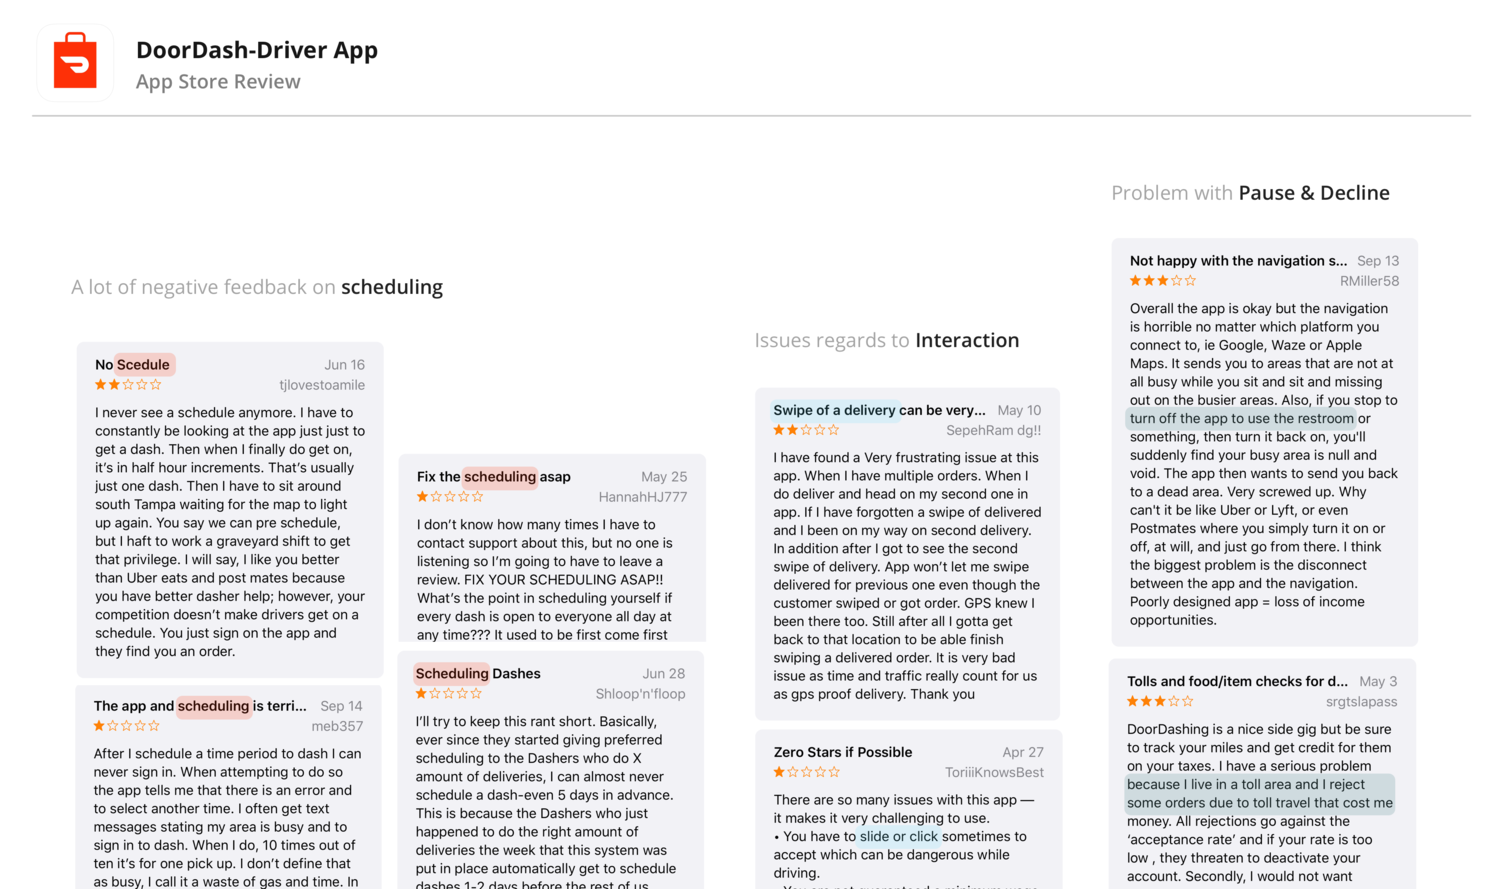 DoorDash-Driver App
App Store Review
A lot of negative feedback on scheduling
No Scedule
Jun 16
tjlovestoamile
I never see a schedule anymore. I have to
constantly be looking at the app just just to
get a dash. Then when I finally do get on,
it's in half hour increments. That's usually
just one dash. Then I have to sit around
south Tampa waiting for the map to light
up again. You say we can pre schedule,
but I haft to work a graveyard shift to get
that privilege. I will say, I like you better
than Uber eats and post mates because
you have better dasher help; however, your
competition doesn't make drivers get on a
schedule. You just sign on the app and
they find you an order.
The app and scheduling is terri...
Sep 14
meb357
After I schedule a time period to dash I can
never sign in. When attempting to do so
the app tells me that there is an error and
to select another time. I often get text
messages stating my area is busy and to
sign in to dash. When I do, 10 times out of
ten it's for one pick up. I don't define that
as busy, I call it a waste of gas and time. In
Fix the scheduling asap
May 25
HannahHJ777
I don't know how many times I have to
contact support about this, but no one is
listening so I'm going to have to leave a
review. FIX YOUR SCHEDULING ASAP!!
What's the point in scheduling yourself if
every dash is open to everyone all day at
any time??? It used to be first come first
Scheduling Dashes
Jun 28
Shloop'n'floop
I'll try to keep this rant short. Basically,
ever since they started giving preferred
scheduling to the Dashers who do X
amount of deliveries, I can almost never
schedule a dash-even 5 days in advance.
This is because the Dashers who just
happened to do the right amount of
deliveries the week that this system was
put in place automatically get to schedule
dashes 1-2 days before the rest of us
Issues regards to Interaction
Swipe of a delivery can be very...
May 10
SepehRam dg!!
I have found a Very frustrating issue at this
app. When I have multiple orders. When I
do deliver and head on my second one in
app. If I have forgotten a swipe of delivered
and I been on my way on second delivery.
In addition after I got to see the second
swipe of delivery. App won't let me swipe
delivered for previous one even though the
customer swiped or got order. GPS knew I
been there too. Still after all I gotta get
back to that location to be able finish
swiping a delivered order. It is very bad
issue as time and traffic really count for us
as gps proof delivery. Thank you
Zero Stars if Possible
Apr 27
ToriiiKnowsBest
There are so many issues with this app —
it makes it very challenging to use.
• You have to slide or click sometimes to
accept which can be dangerous while
driving.
• You are not guaranteed a minimum wage
Problem with Pause & Decline
Not happy with the navigation s...
Sep 13
RMiller58
Overall the app is okay but the navigation
is horrible no matter which platform you
connect to, ie Google, Waze or Apple
Maps. It sends you to areas that are not at
all busy while you sit and sit and missing
out on the busier areas. Also, if you stop to
turn off the app to use the restroom or
something, then turn it back on, you'll
suddenly find your busy area is null and
void. The app then wants to send you back
to a dead area. Very screwed up. Why
can't it be like Uber or Lyft, or even
Postmates where you simply turn it on or
off, at will, and just go from there. I think
the biggest problem is the disconnect
between the app and the navigation.
Poorly designed app = loss of income
opportunities.
Tolls and food/item checks for d...
May 3
srgtslapass
DoorDashing is a nice side gig but be sure
to track your miles and get credit for them
on your taxes. I have a serious problem
because I live in a toll area and I reject
some orders due to toll travel that cost me
money. All rejections go against the
'acceptance rate' and if your rate is too
low , they threaten to deactivate your
account. Secondly, I would not want